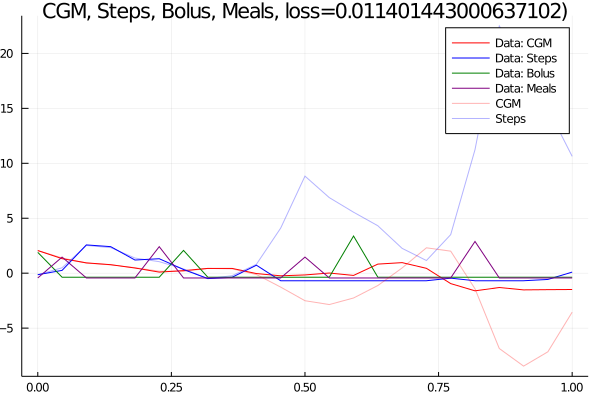 CGM, Steps, Bolus, Meals, loss=0.011401443000637102)
Data: CGM
Data: Steps
Data: Bolus
Data: Meals
CGM
Steps
20
15
10
5
0
−5
0.00 0.25 0.50 0.75 1.00